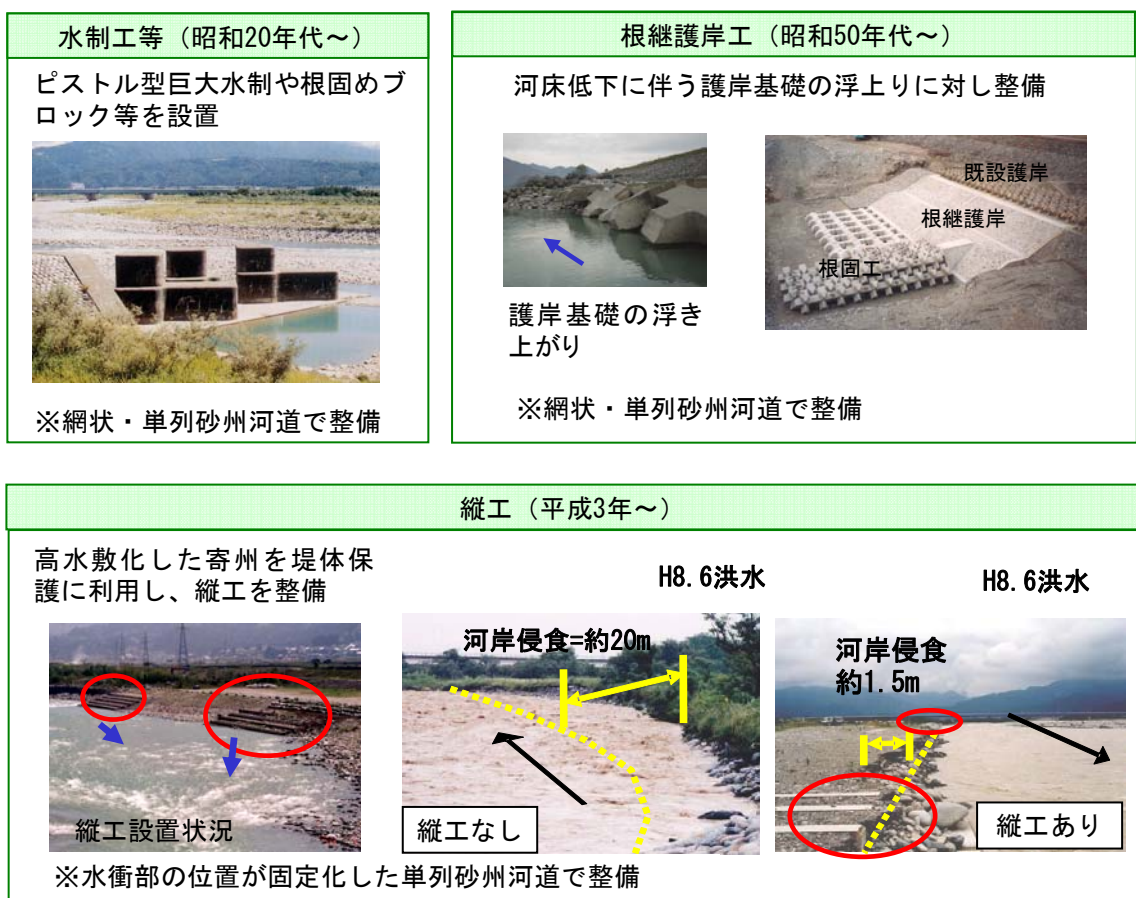 水制工等（昭和20年代～）
ピストル型巨大水制や根固めブ
ロック等を設置
※網状・単列砂州河道で整備
根継護岸工（昭和50年代～）
河床低下に伴う護岸基礎の浮上りに対し整備
護岸基礎の浮き
上がり
既設護岸
根継護岸
根固工
※網状・単列砂州河道で整備
縦工（平成3年～）
高水敷化した寄州を堤体保
護に利用し、縦工を整備
縦工設置状況
H8.6洪水
河岸侵食=約20m
縦工なし
H8.6洪水
河岸侵食
約1.5m
縦工あり
※水衝部の位置が固定化した単列砂州河道で整備